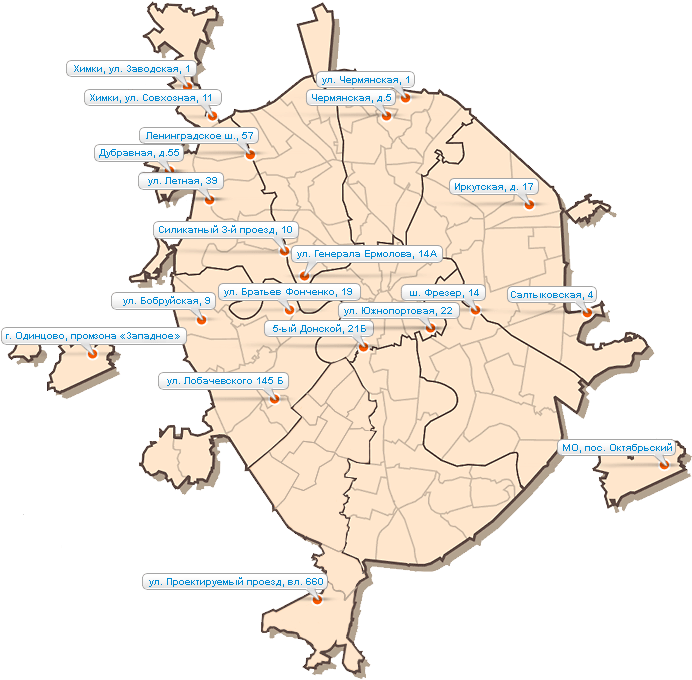 Химки, ул. Заводская, 1
ул. Чермянская, 1
Химки, ул. Совхозная, 11
Чермянская, д.5
Ленинградское ш., 57
Дубравная, д.55
ул. Летная, 39
Иркутская, д. 17
Силикатный 3-й проезд, 10
ул. Генерала Ермолова, 14А
ул. Братьев Фонченко, 19
ш. Фрезер, 14
Салтыковская, 4
ул. Бобруйская, 9
ул. Южнопортовая, 22
5-ый Донской, 21Б
г. Одинцово, промзона «Западное»
ул. Лобачевского 145 Б
МО, пос. Октябрьский
ул. Проектируемый проезд, вл. 660